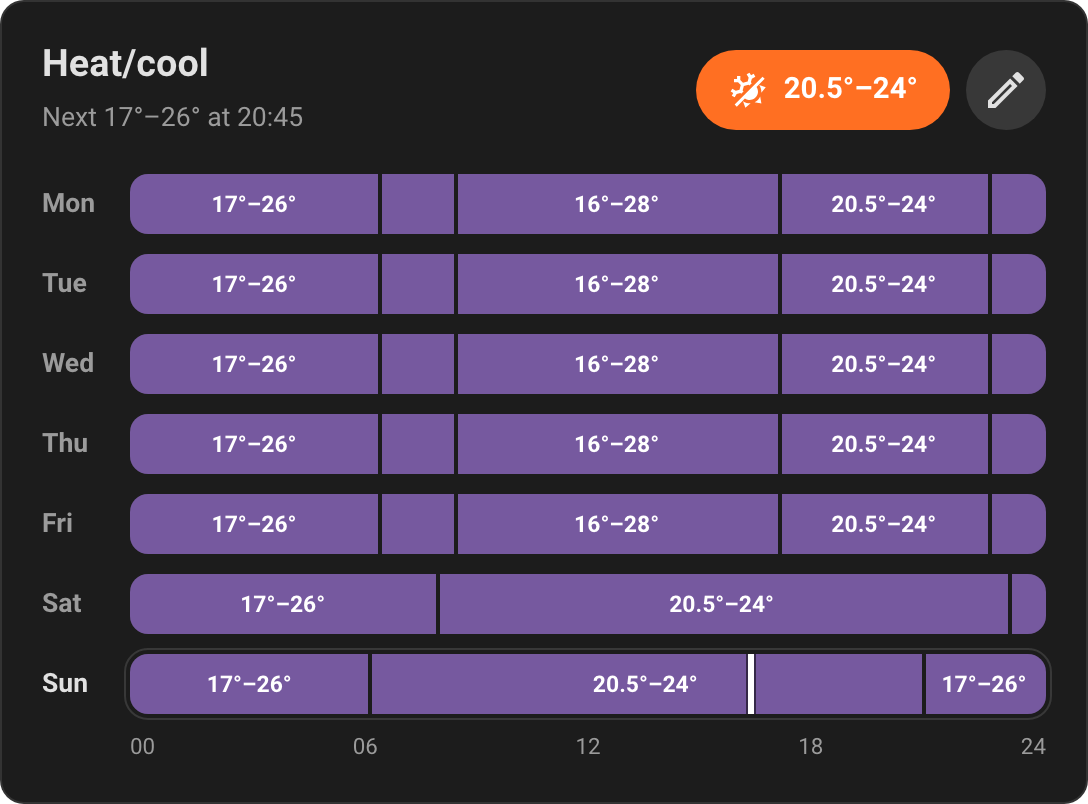 Heat/cool
Next 17°–26° at 20:45
20.5°–24°
Mon 17°–26° 16°–28° 20.5°–24°
Tue 17°–26° 16°–28° 20.5°–24°
Wed 17°–26° 16°–28° 20.5°–24°
Thu 17°–26° 16°–28° 20.5°–24°
Fri 17°–26° 16°–28° 20.5°–24°
Sat 17°–26° 20.5°–24°
Sun 17°–26° 20.5°–24° 17°–26°
00 06 12 18 24